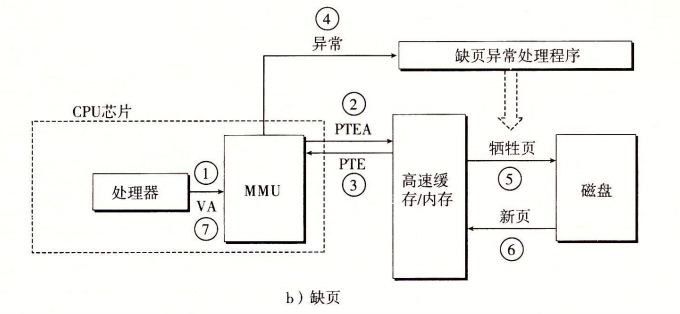 ④
异常
缺页异常处理程序
CPU芯片
②
PTEA
牺牲页
⑤
处理器
①
VA
⑦
MMU
PTE
③
高速缓
存/内存
磁盘
新页
⑥
b）缺页